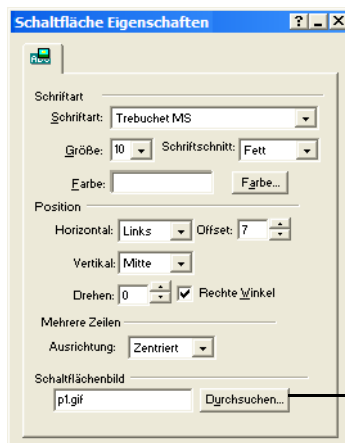 Schaltfläche Eigenschaften
Schriftart
Schriftart: Trebuchet MS
Größe: 10 Schriftschnitt: Fett
Farbe: Farbe...
Position
Horizontal: Links Offset: 7
Vertikal: Mitte
Drehen: 0 Rechte Winkel
Mehrere Zeilen
Ausrichtung: Zentriert
Schaltflächenbild
p1.gif Durchsuchen...